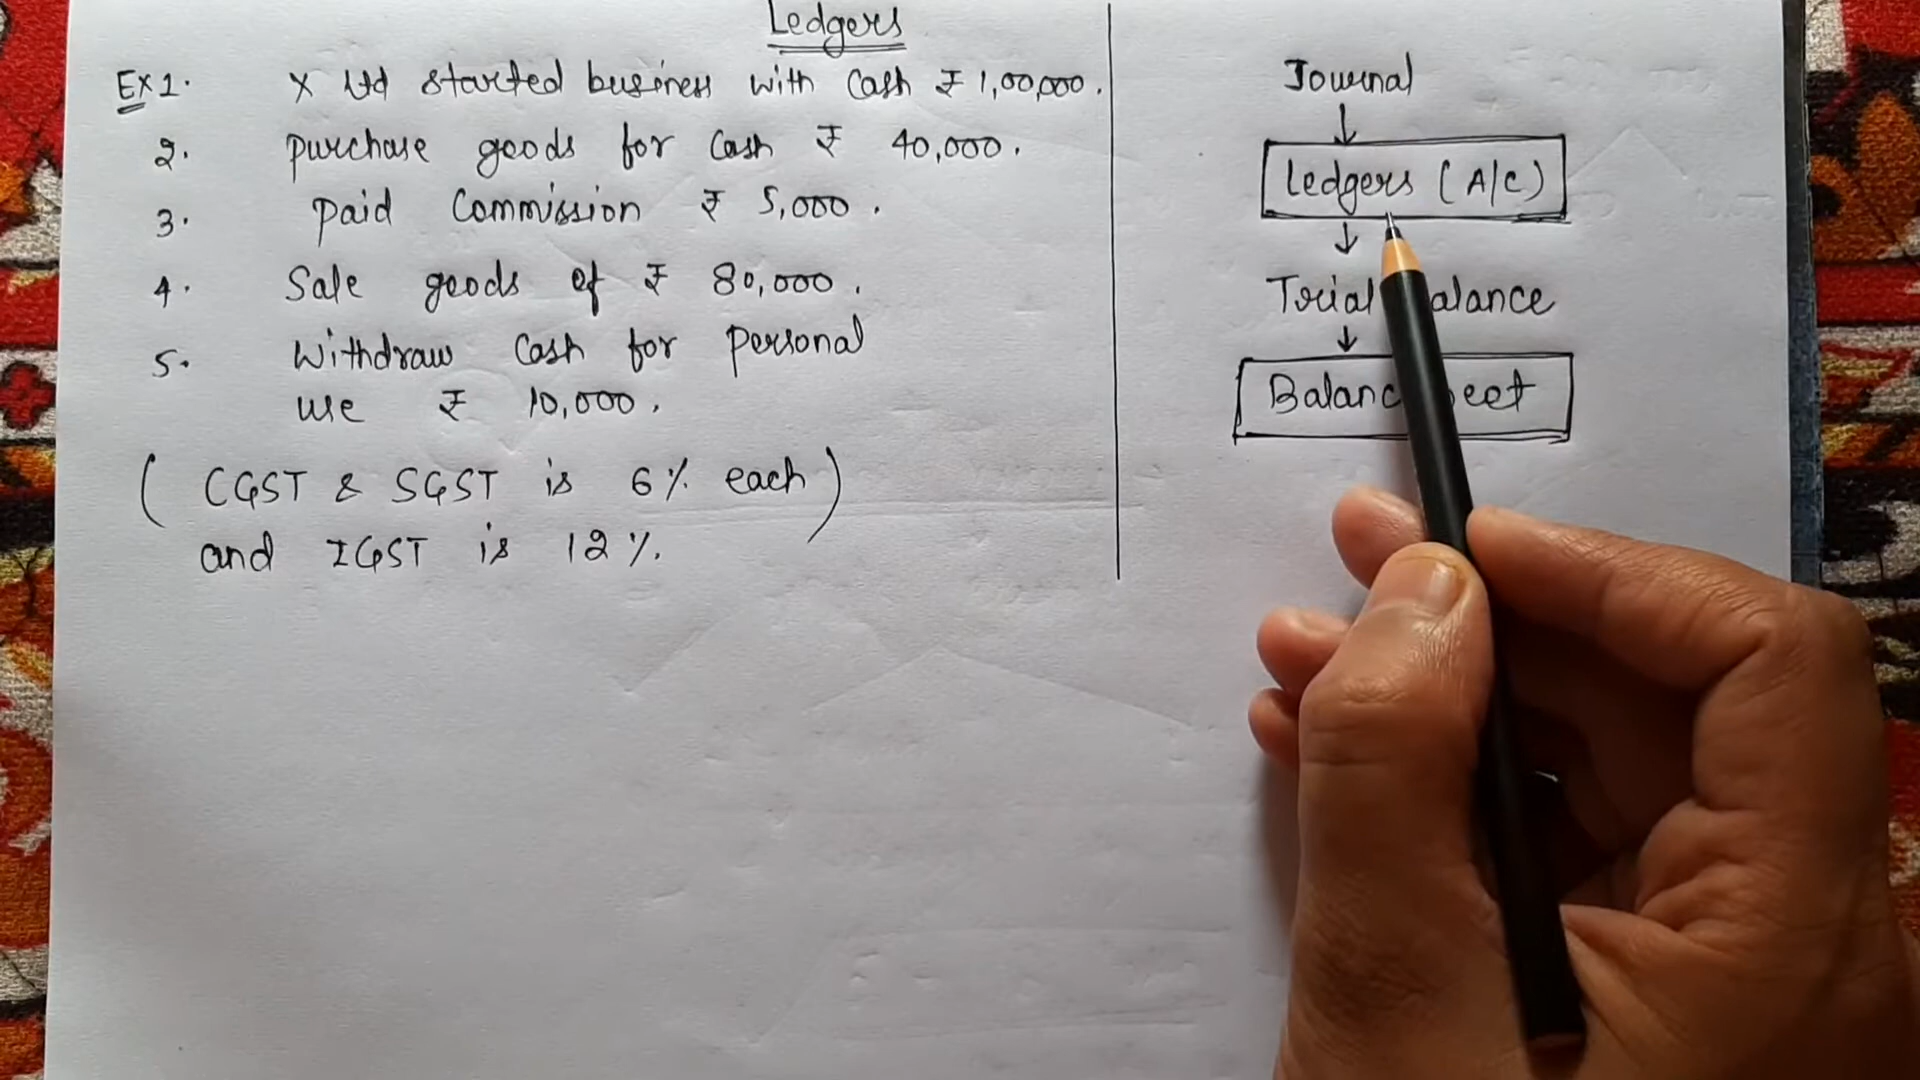 Ledgers
Ex 1. X Ltd started business with Cash ₹ 1,00,000.
2. purchase goods for Cash ₹ 40,000.
3. paid Commission ₹ 5,000.
4. Sale goods of ₹ 80,000.
5. Withdraw Cash for personal
use ₹ 10,000.
( CGST & SGST is 6% each )
and IGST is 12%.
Journal
↓
Ledgers (A/C)
↓
Trial alance
↓
Balanc eet